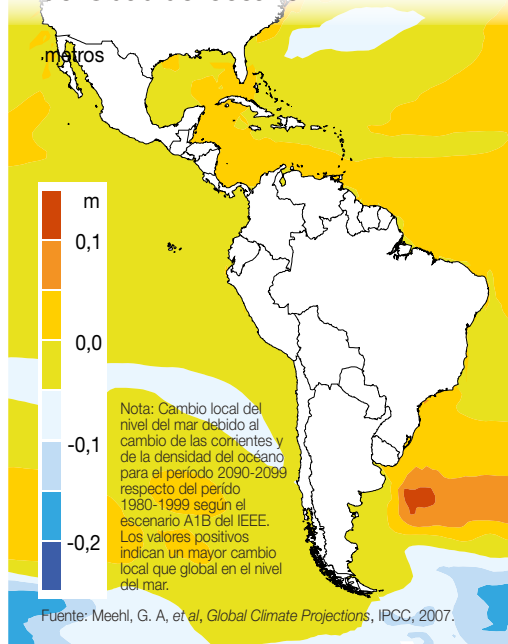 metros
m
0,1
0,0
-0,1
-0,2
Nota: Cambio local del
nivel del mar debido al
cambio de las corrientes y
de la densidad del océano
para el período 2090-2099
respecto del perído
1980-1999 según el
escenario A1B del IEEE.
Los valores positivos
indican un mayor cambio
local que global en el nivel
del mar.
Fuente: Meehl, G. A, et al, Global Climate Projections, IPCC, 2007.